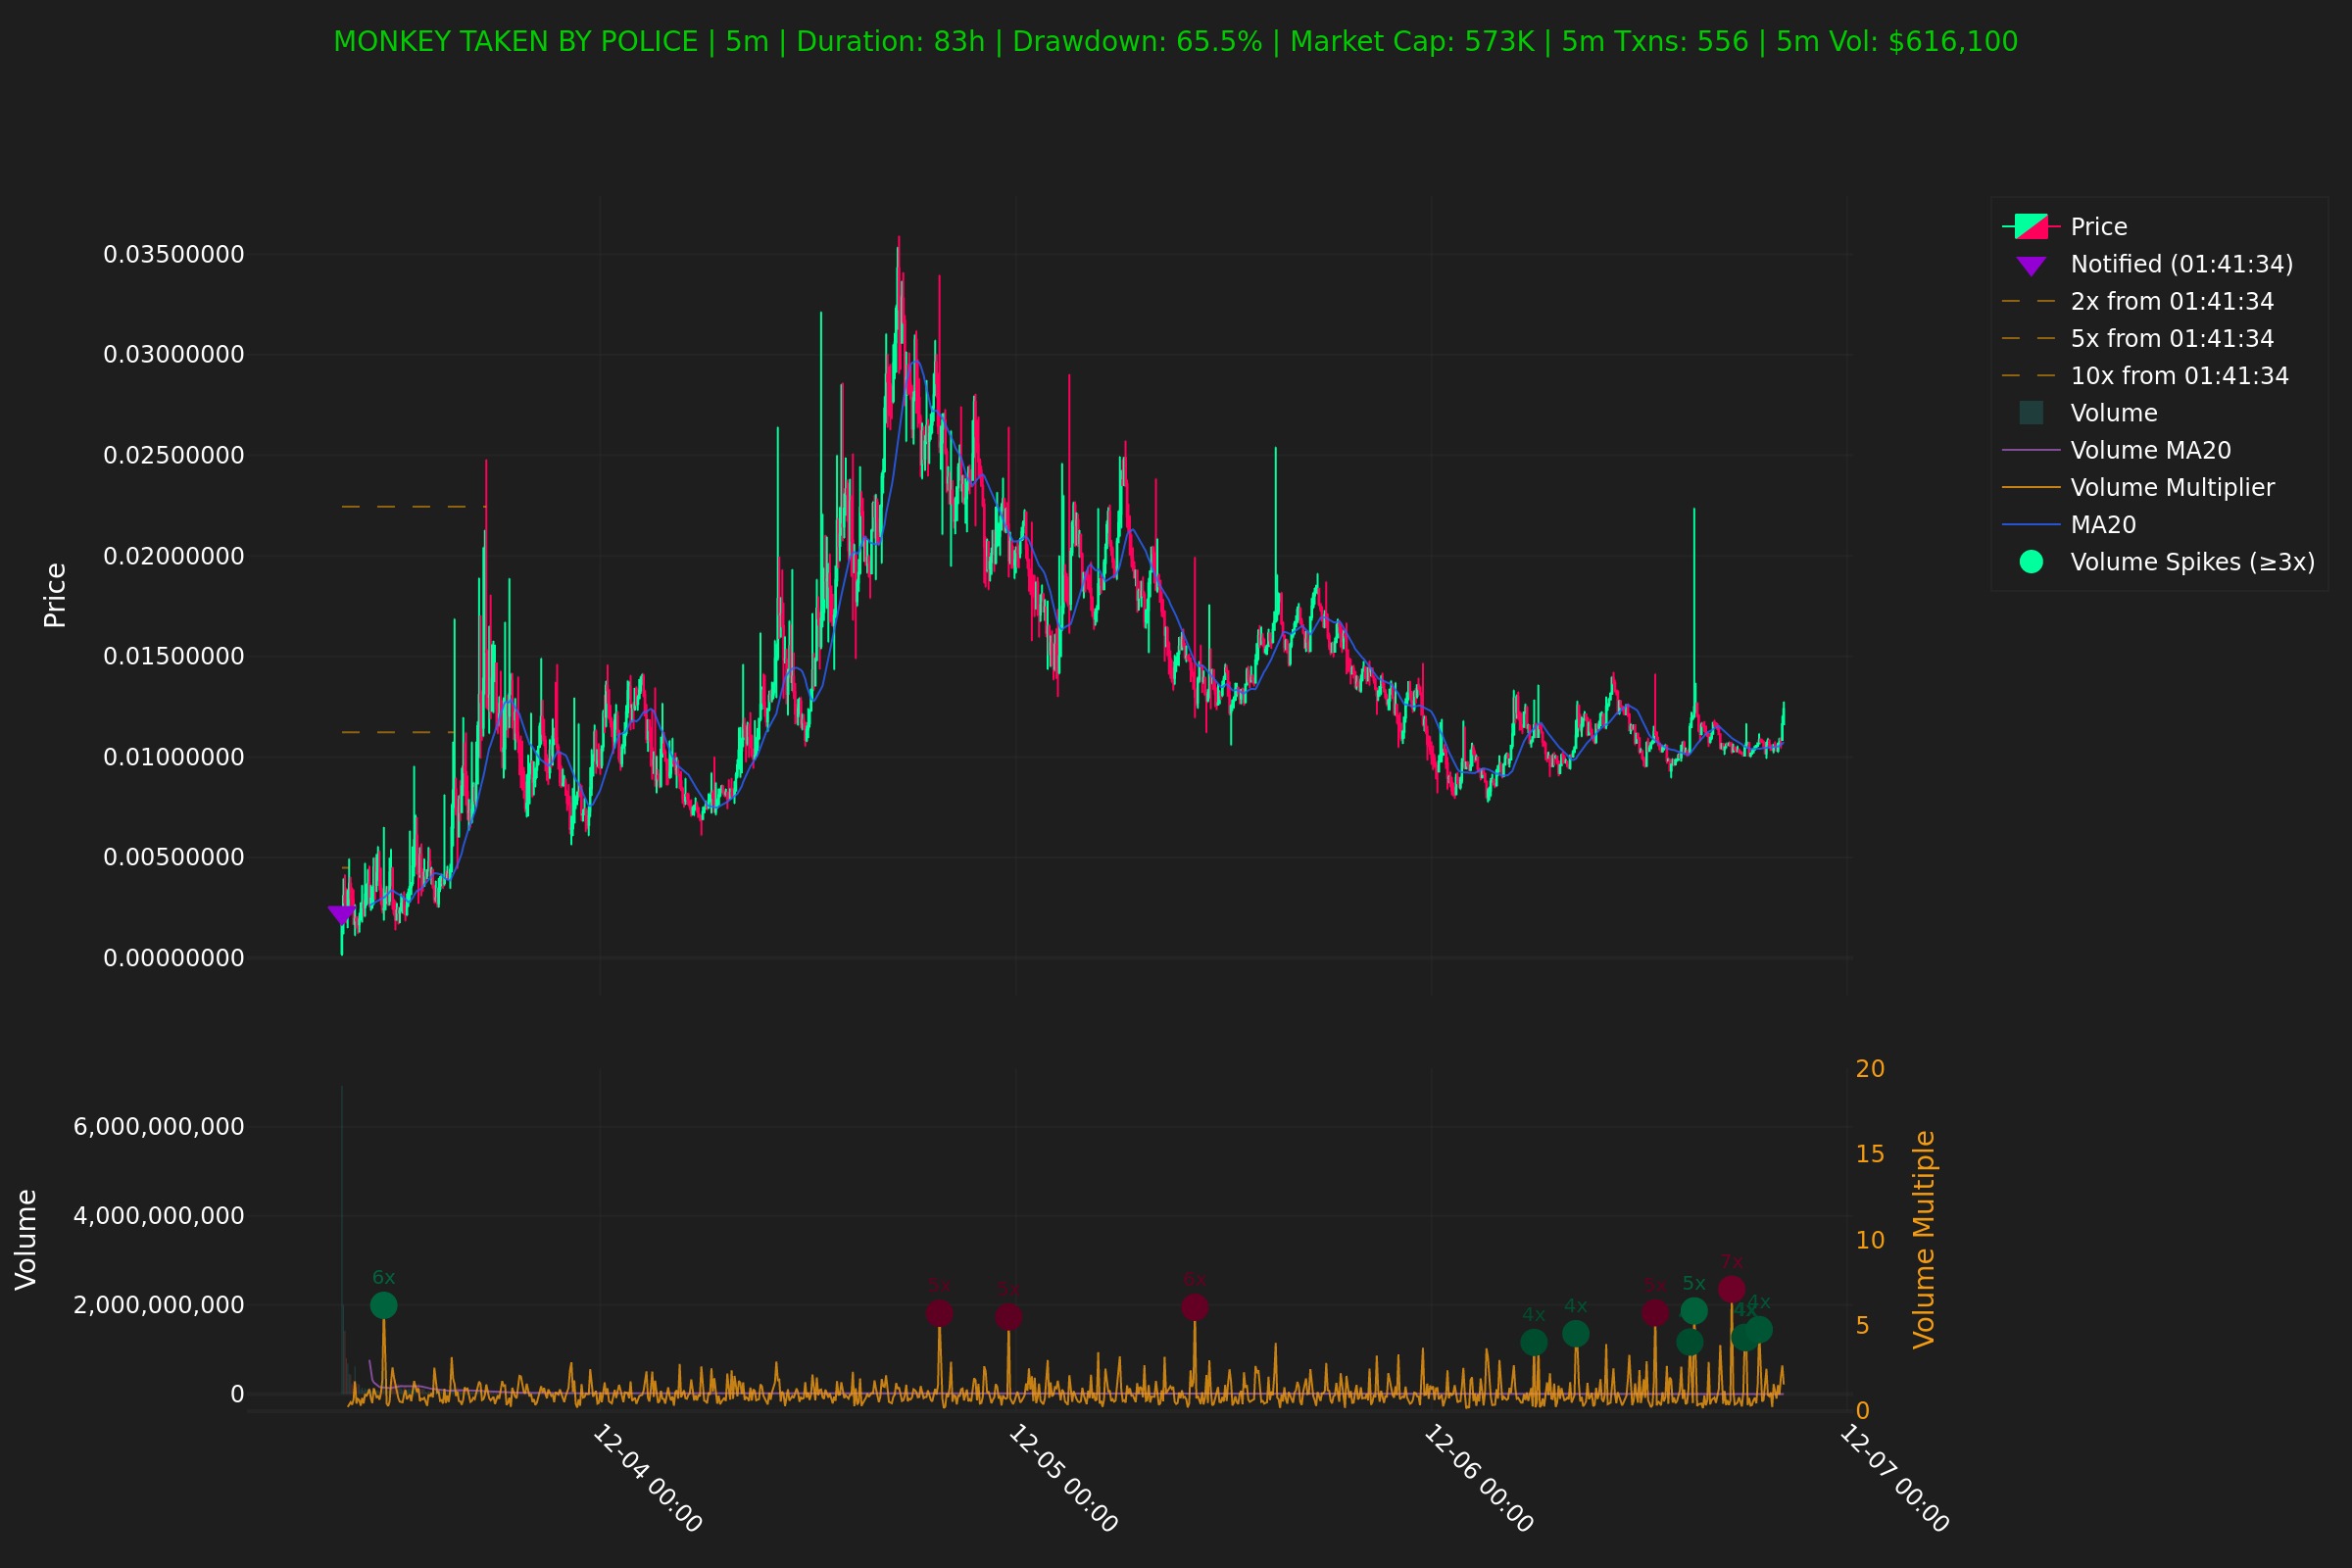 MONKEY TAKEN BY POLICE | 5m | Duration: 83h | Drawdown: 65.5% | Market Cap: 573K | 5m Txns: 556 | 5m Vol: $616,100
Price
0.03500000
0.03000000
0.02500000
0.02000000
0.01500000
0.01000000
0.00500000
0.00000000
Price
Notified (01:41:34)
2x from 01:41:34
5x from 01:41:34
10x from 01:41:34
Volume
Volume MA20
Volume Multiplier
MA20
Volume Spikes (≥3x)
Volume
6,000,000,000
4,000,000,000
2,000,000,000
0
6x
5x
5x
6x
4x
4x
5x
5x
7x
4x
4x
20
15
10
5
0
Volume Multiple
12-04 00:00
12-05 00:00
12-06 00:00
12-07 00:00